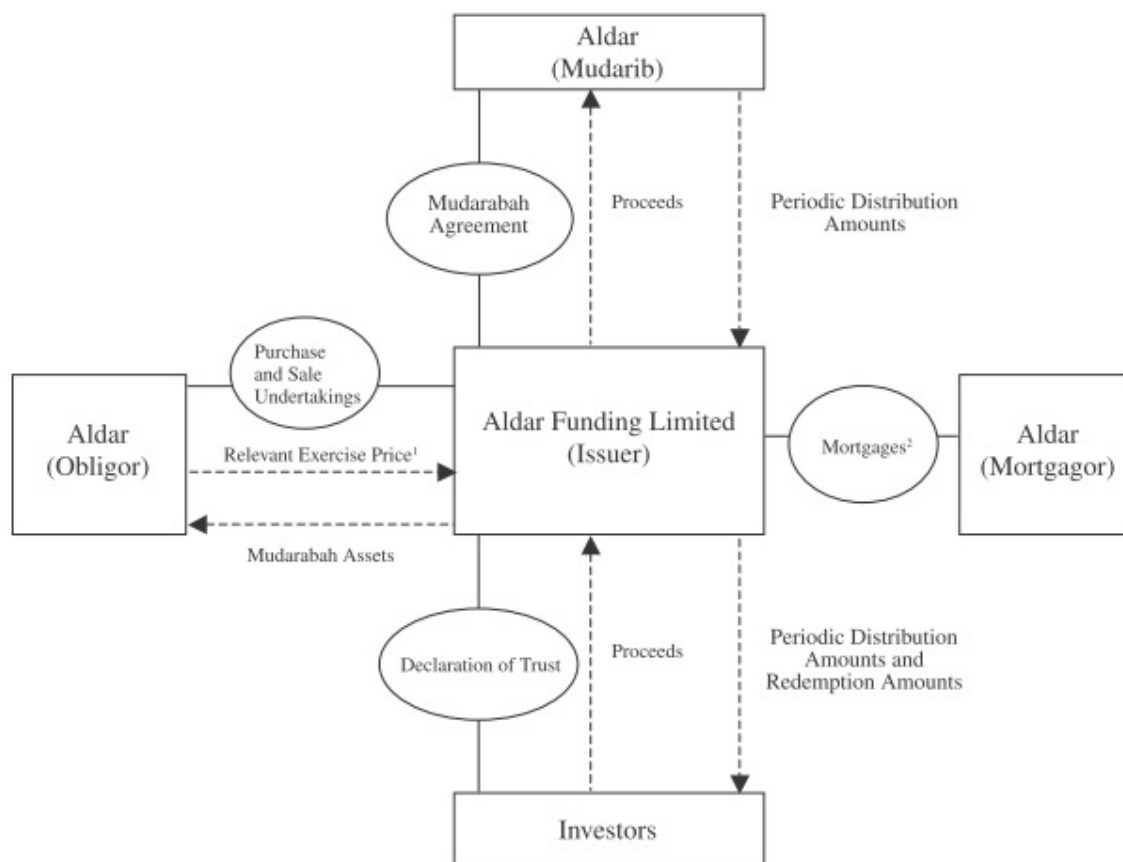 Aldar
(Mudarib)
Mudarabah
Agreement
Proceeds
Periodic Distribution
Amounts
Purchase
and Sale
Undertakings
Aldar
(Obligor)
Relevant Exercise Price1
Mudarabah Assets
Aldar Funding Limited
(Issuer)
Mortgages2
Aldar
(Mortgagor)
Declaration of Trust
Proceeds
Periodic Distribution
Amounts and
Redemption Amounts
Investors